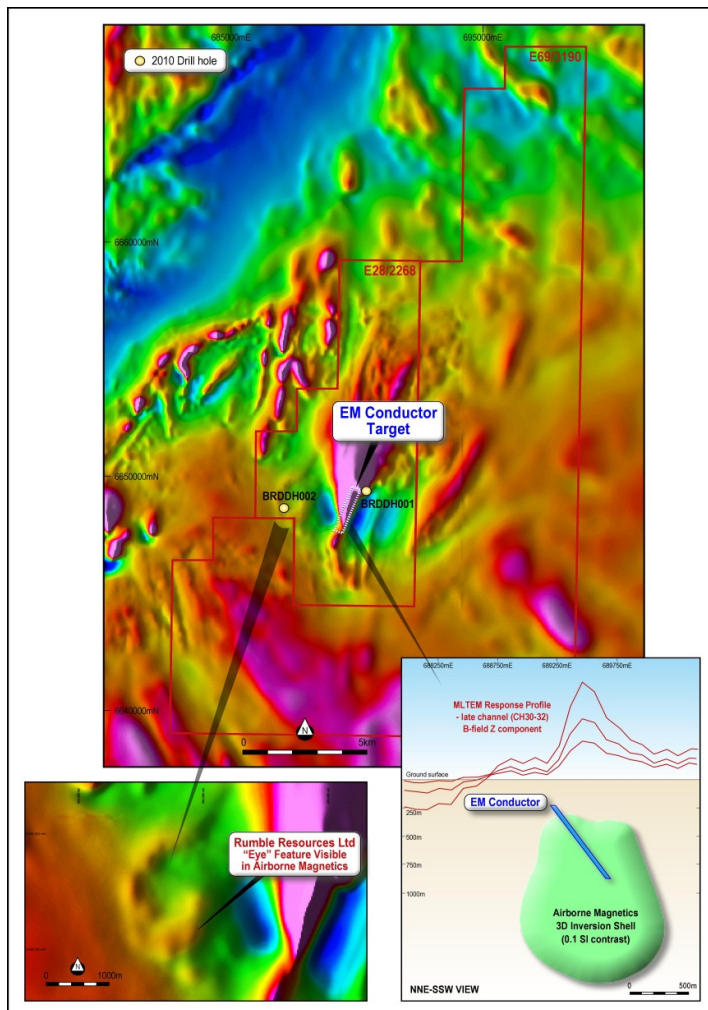 685000mE
695000mE
2010 Drill hole
E69/3190
6660000mN
E28/2268
EM Conductor
Target
6650000mN
BRDDH002
BRDDH001
6640000mN
N
0
5km
688250mE
688750mE
689250mE
689750mE
MLTEM Response Profile
- late channel (CH30-32)
B-field Z component
Ground surface
EM Conductor
250m
500m
750m
1000m
Airborne Magnetics
3D Inversion Shell
(0.1 SI contrast)
NNE-SSW VIEW
0
500m
Rumble Resources Ltd
“Eye” Feature Visible
in Airborne Magnetics
N
0
1000m